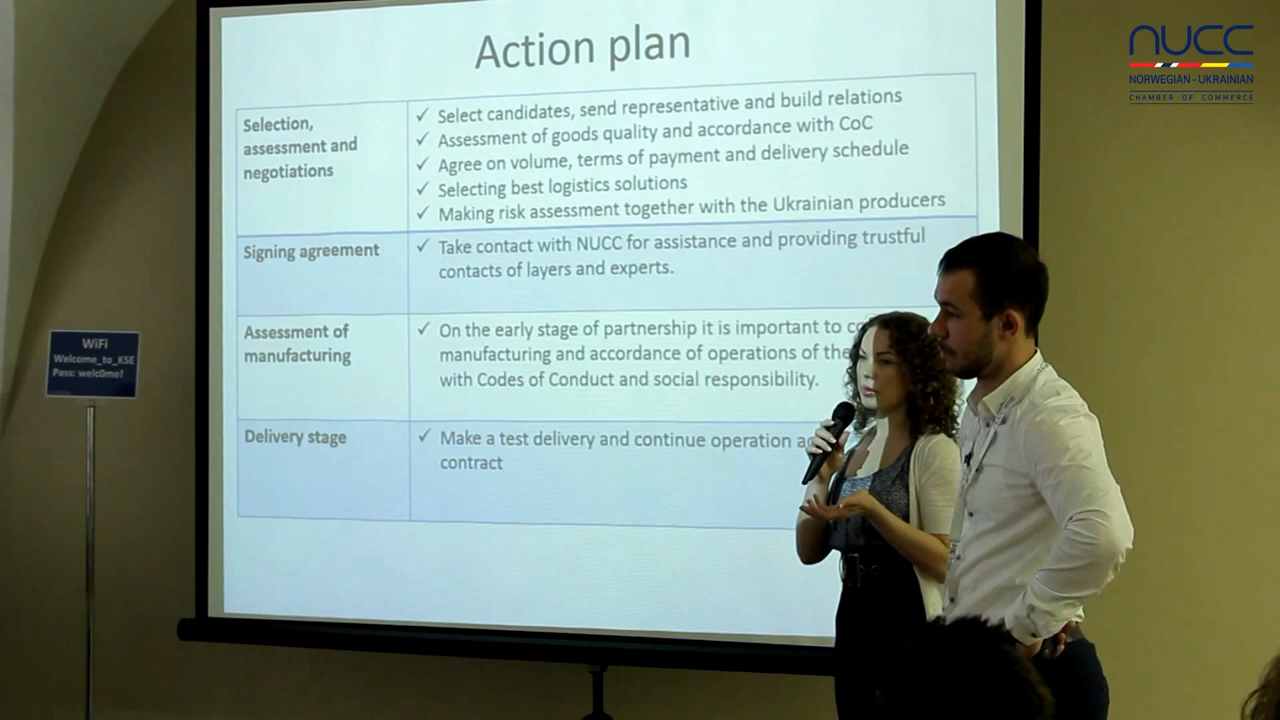 Action plan
Selection,
assessment and
negotiations
✓ Select candidates, send representative and build relations
✓ Assessment of goods quality and accordance with CoC
✓ Agree on volume, terms of payment and delivery schedule
✓ Selecting best logistics solutions
✓ Making risk assessment together with the Ukrainian producers
Signing agreement
✓ Take contact with NUCC for assistance and providing trustful
contacts of layers and experts.
Assessment of
manufacturing
✓ On the early stage of partnership it is important to
manufacturing and accordance of operations of the
with Codes of Conduct and social responsibility.
Delivery stage
✓ Make a test delivery and continue operation
contract
WiFi
Welcome_to_KSE
Pass: welc0me!
NUCC
NORWEGIAN - UKRAINIAN
CHAMBER OF COMMERCE